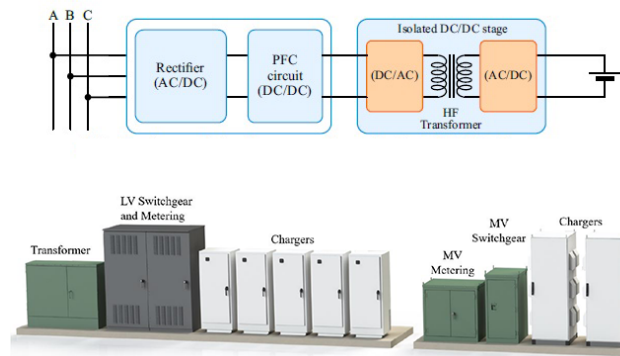 A B C
Isolated DC/DC stage
Rectifier
(AC/DC)
PFC
circuit
(DC/DC)
(DC/AC)
(AC/DC)
HF
Transformer
LV Switchgear
and Metering
Transformer
Chargers
MV
Switchgear
Chargers
MV
Metering